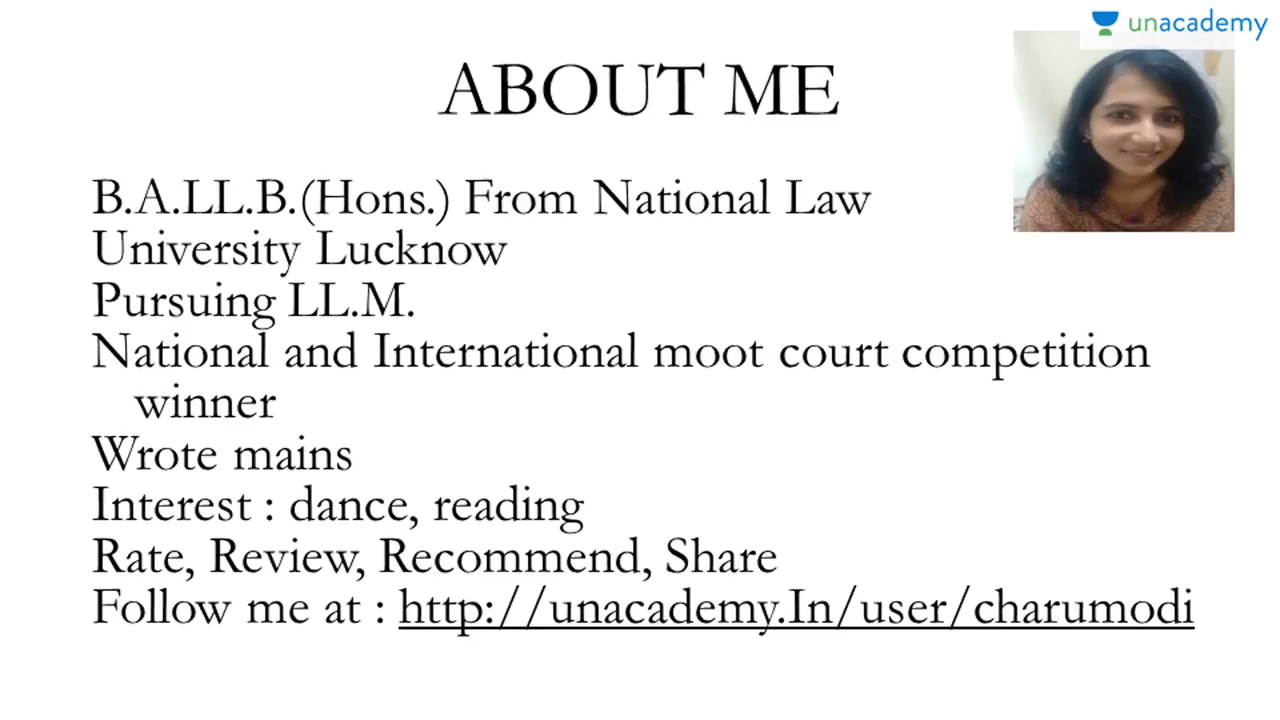 unacademy
ABOUT ME
B.A.LL.B.(Hons.) From National Law
University Lucknow
Pursuing LL.M.
National and International moot court competition
winner
Wrote mains
Interest : dance, reading
Rate, Review, Recommend, Share
Follow me at : http://unacademy.In/user/charumodi